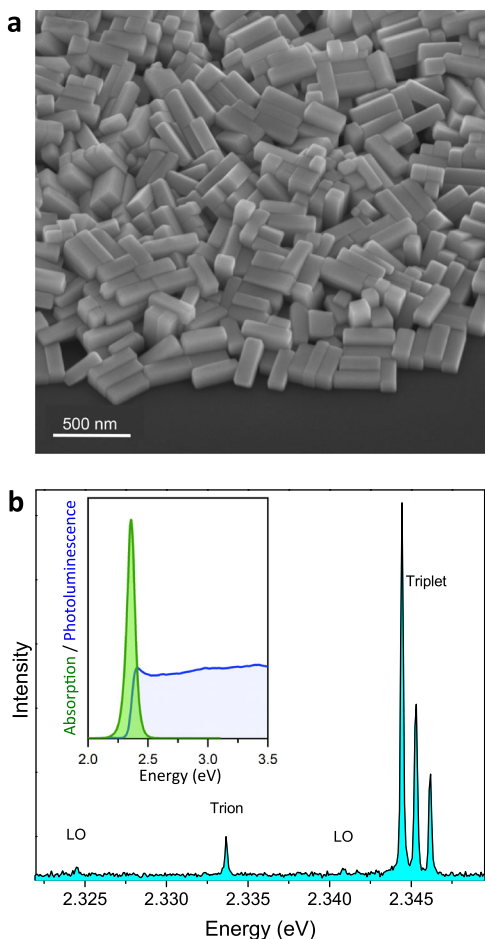 a
500 nm
b
Absorption / Photoluminescence
2.0 2.5 3.0 3.5
Energy (eV)
Intensity
Triplet
Trion
LO
LO
2.325 2.330 2.335 2.340 2.345
Energy (eV)